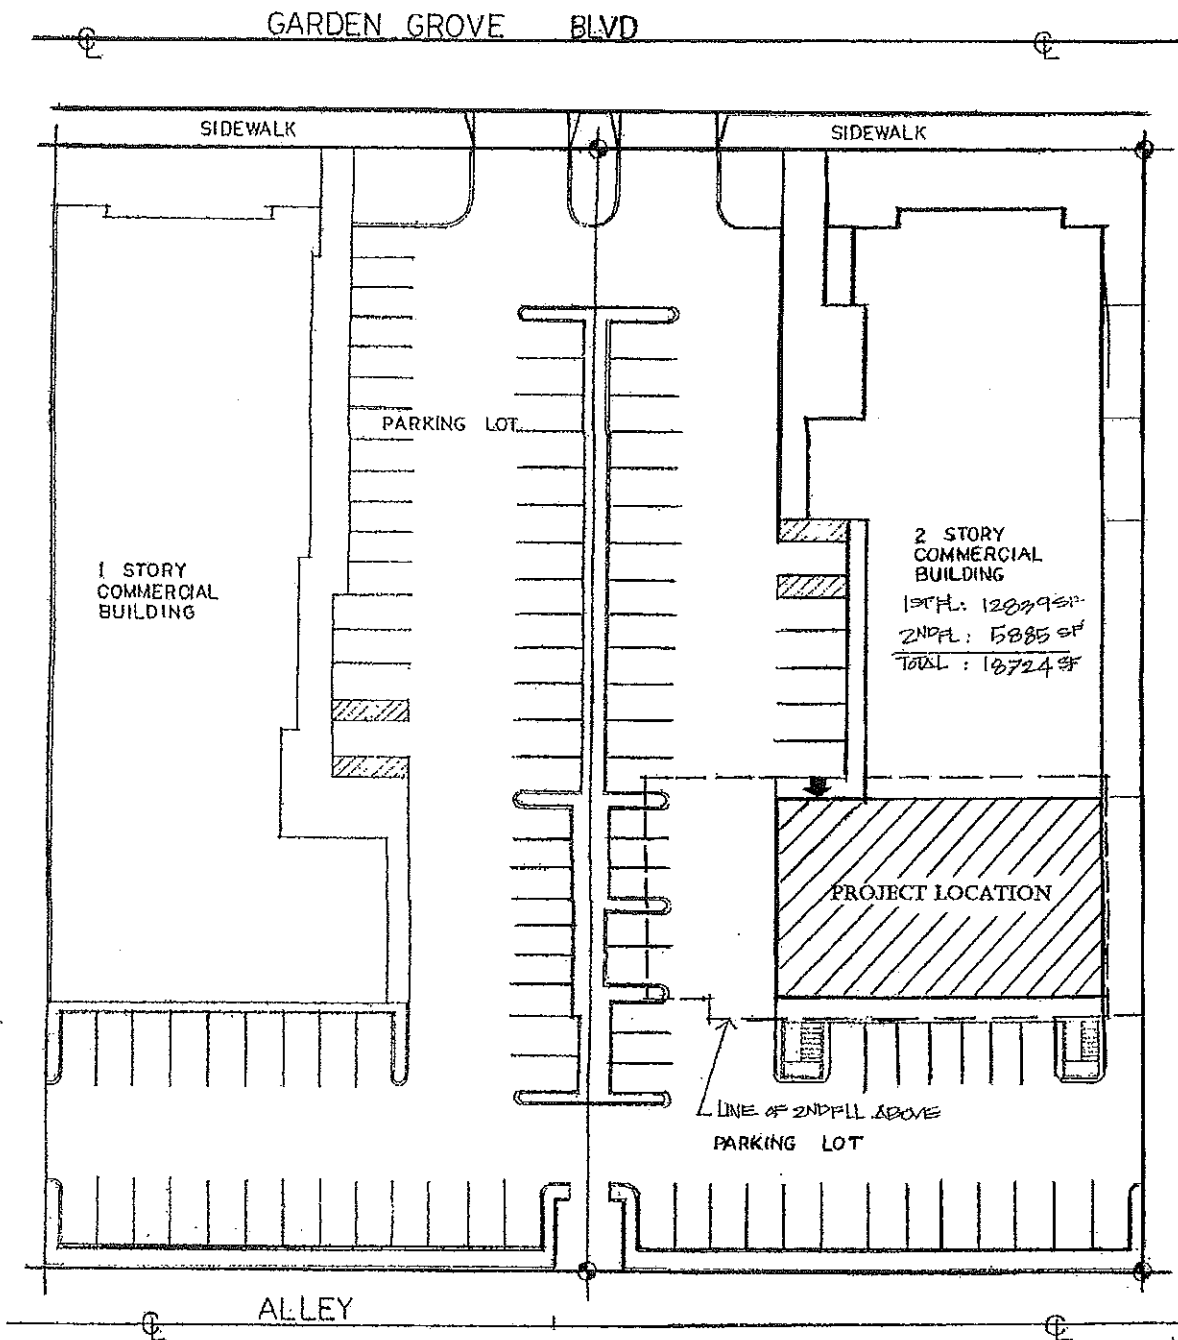 GARDEN GROVE BLVD
SIDEWALK
SIDEWALK
PARKING LOT
1 STORY
COMMERCIAL
BUILDING
2 STORY
COMMERCIAL
BUILDING
1ST FL: 12839 SF
2ND FL: 5885 SF
TOTAL : 18724 SF
PROJECT LOCATION
LINE OF 2ND FLL ABOVE
PARKING LOT
ALLEY